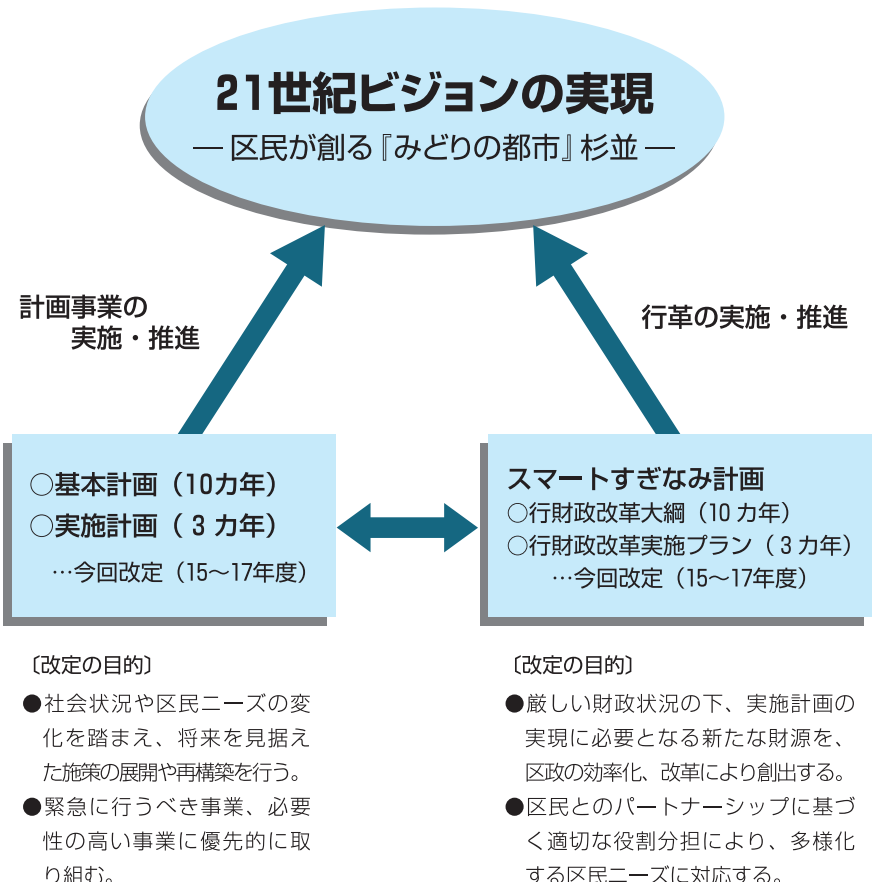 21世紀ビジョンの実現
― 区民が創る『みどりの都市』杉並 ―
計画事業の
実施・推進
行革の実施・推進
○基本計画（10カ年）
○実施計画（３カ年）
…今回改定（15～17年度）
スマートすぎなみ計画
○行財政改革大綱（10カ年）
○行財政改革実施プラン（３カ年）
…今回改定（15～17年度）
〔改定の目的〕
●社会状況や区民ニーズの変
化を踏まえ、将来を見据え
た施策の展開や再構築を行う。
●緊急に行うべき事業、必要
性の高い事業に優先的に取
り組む。
〔改定の目的〕
●厳しい財政状況の下、実施計画の
実現に必要となる新たな財源を、
区政の効率化、改革により創出する。
●区民とのパートナーシップに基づ
く適切な役割分担により、多様化
する区民ニーズに対応する。